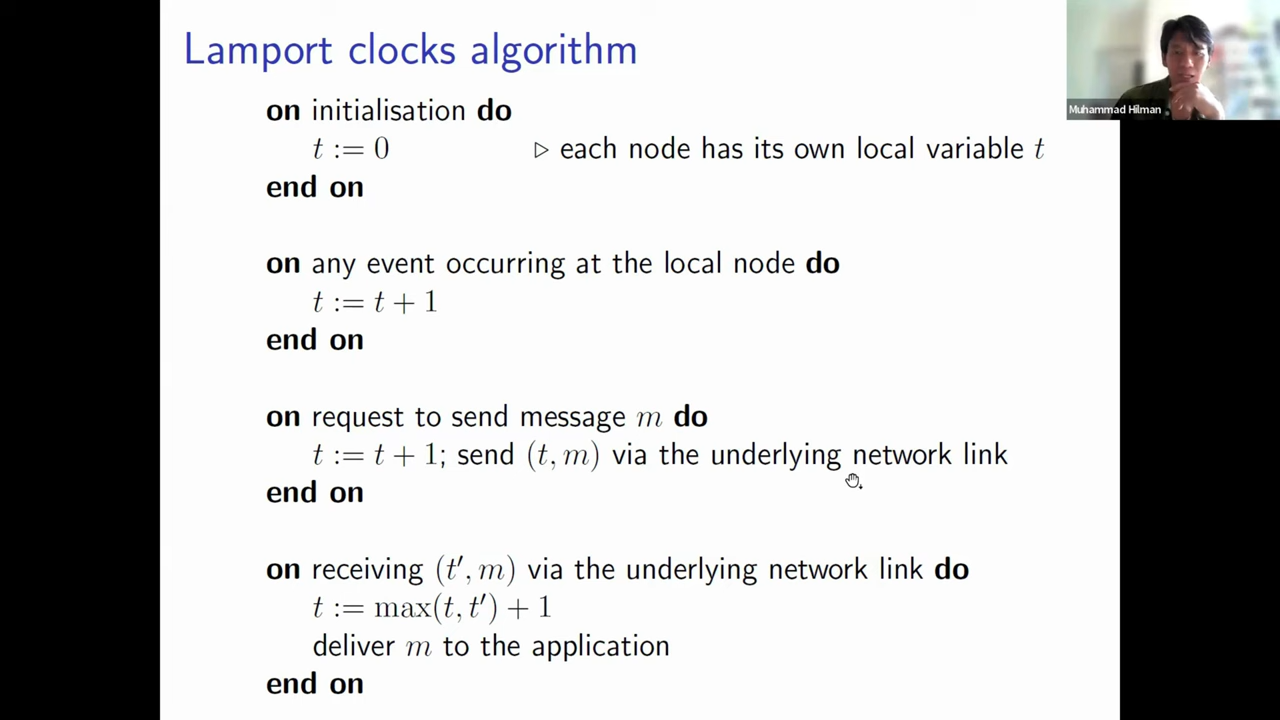 Lamport clocks algorithm
Muhammad Hilman
on initialisation do
t := 0 ▷ each node has its own local variable t
end on
on any event occurring at the local node do
t := t + 1
end on
on request to send message m do
t := t + 1; send (t, m) via the underlying network link
end on
on receiving (t′, m) via the underlying network link do
t := max(t, t′) + 1
deliver m to the application
end on